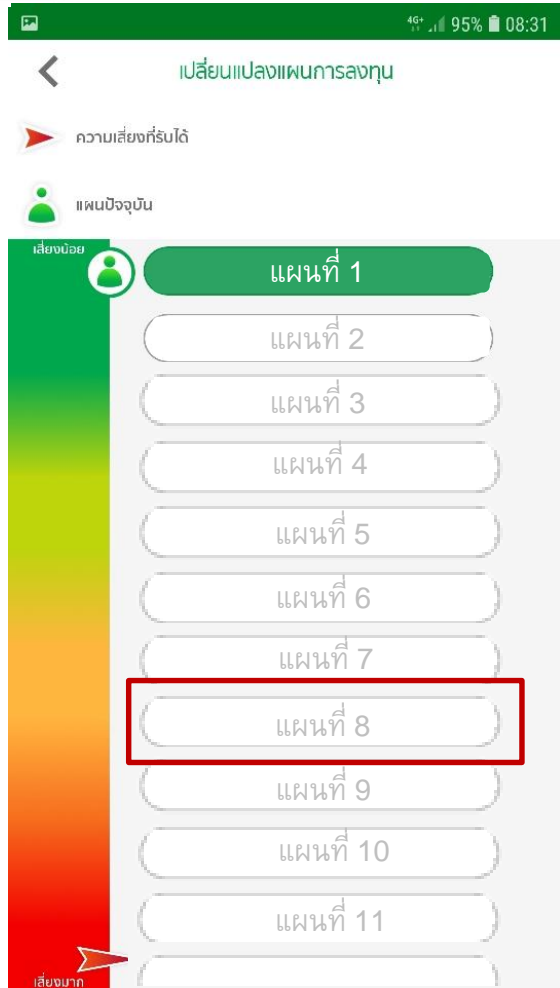 4G+ 95% 08:31
เปลี่ยนแปลงแผนการลงทุน
ความเสี่ยงที่รับได้
แผนปัจจุบัน
เสี่ยงน้อย
แผนที่ 1
แผนที่ 2
แผนที่ 3
แผนที่ 4
แผนที่ 5
แผนที่ 6
แผนที่ 7
แผนที่ 8
แผนที่ 9
แผนที่ 10
แผนที่ 11
เสี่ยงมาก